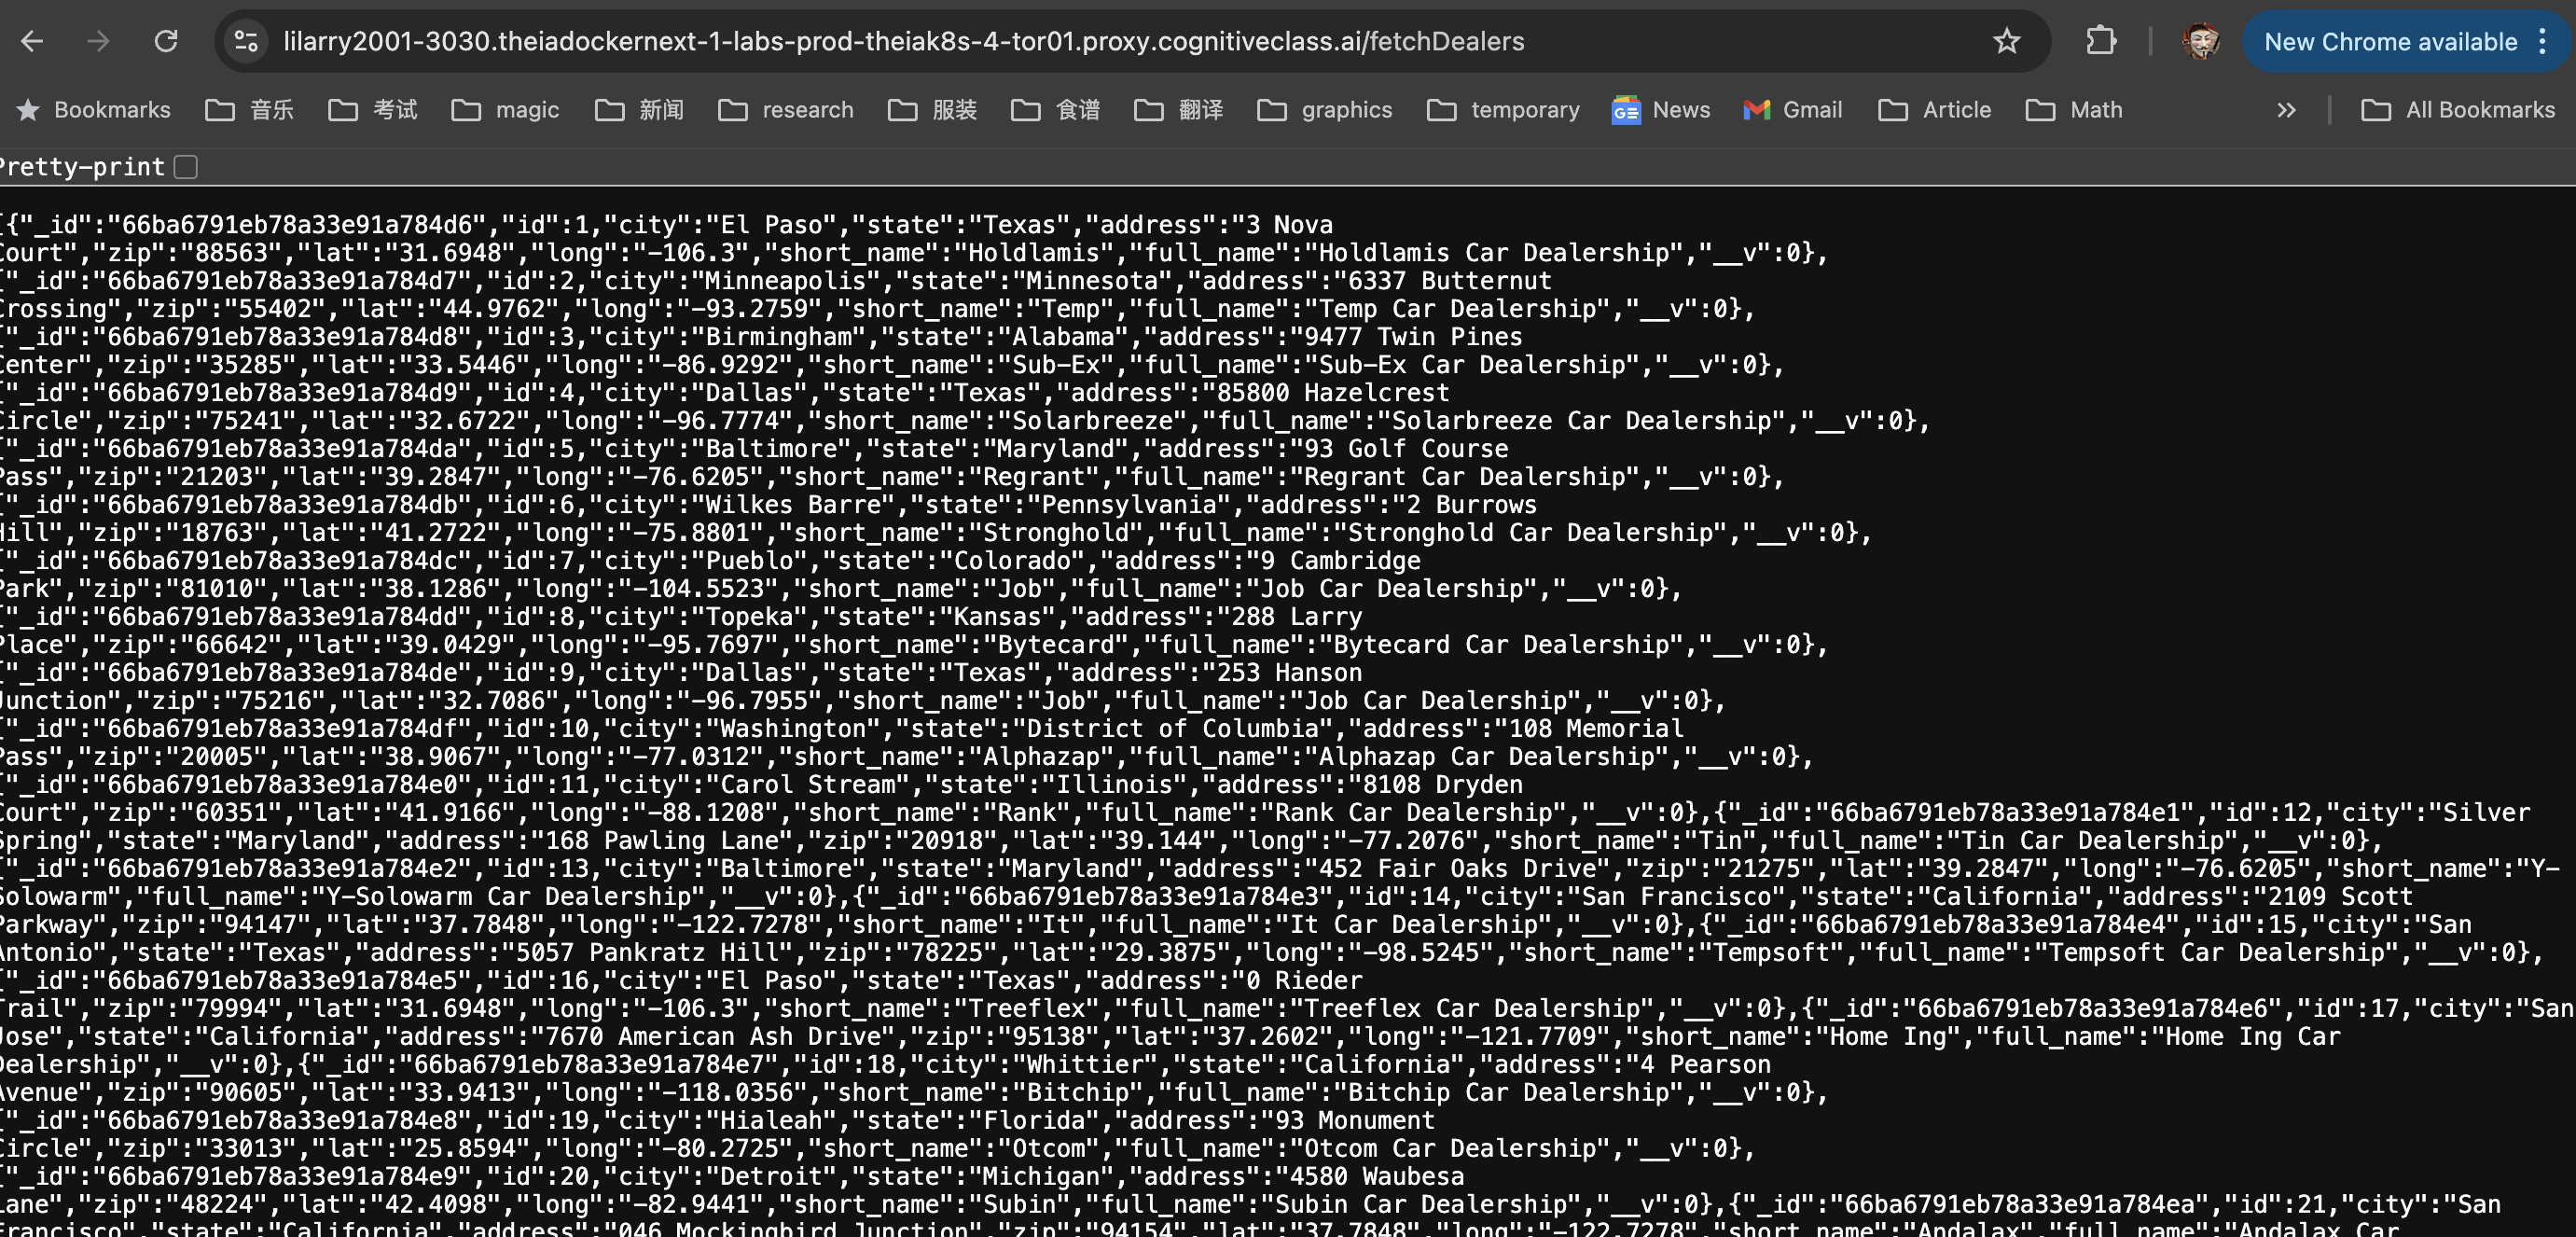 lilarry2001-3030.theiadockernext-1-labs-prod-theiak8s-4-tor01.proxy.cognitiveclass.ai/fetchDealers
New Chrome available
Bookmarks 音乐 考试 magic 新闻 research 服装 食谱 翻译 graphics temporary News Gmail Article Math » All Bookmarks
Pretty-print
[{"_id":"66ba6791eb78a33e91a784d6","id":1,"city":"El Paso","state":"Texas","address":"3 Nova
Court","zip":"88563","lat":"31.6948","long":"-106.3","short_name":"Holdlamis","full_name":"Holdlamis Car Dealership","__v":0},
{"_id":"66ba6791eb78a33e91a784d7","id":2,"city":"Minneapolis","state":"Minnesota","address":"6337 Butternut
Crossing","zip":"55402","lat":"44.9762","long":"-93.2759","short_name":"Temp","full_name":"Temp Car Dealership","__v":0},
{"_id":"66ba6791eb78a33e91a784d8","id":3,"city":"Birmingham","state":"Alabama","address":"9477 Twin Pines
Center","zip":"35285","lat":"33.5446","long":"-86.9292","short_name":"Sub-Ex","full_name":"Sub-Ex Car Dealership","__v":0},
{"_id":"66ba6791eb78a33e91a784d9","id":4,"city":"Dallas","state":"Texas","address":"85800 Hazelcrest
Circle","zip":"75241","lat":"32.6722","long":"-96.7774","short_name":"Solarbreeze","full_name":"Solarbreeze Car Dealership","__v":0},
{"_id":"66ba6791eb78a33e91a784da","id":5,"city":"Baltimore","state":"Maryland","address":"93 Golf Course
Pass","zip":"21203","lat":"39.2847","long":"-76.6205","short_name":"Regrant","full_name":"Regrant Car Dealership","__v":0},
{"_id":"66ba6791eb78a33e91a784db","id":6,"city":"Wilkes Barre","state":"Pennsylvania","address":"2 Burrows
Hill","zip":"18763","lat":"41.2722","long":"-75.8801","short_name":"Stronghold","full_name":"Stronghold Car Dealership","__v":0},
{"_id":"66ba6791eb78a33e91a784dc","id":7,"city":"Pueblo","state":"Colorado","address":"9 Cambridge
Park","zip":"81010","lat":"38.1286","long":"-104.5523","short_name":"Job","full_name":"Job Car Dealership","__v":0},
{"_id":"66ba6791eb78a33e91a784dd","id":8,"city":"Topeka","state":"Kansas","address":"288 Larry
Place","zip":"66642","lat":"39.0429","long":"-95.7697","short_name":"Bytecard","full_name":"Bytecard Car Dealership","__v":0},
{"_id":"66ba6791eb78a33e91a784de","id":9,"city":"Dallas","state":"Texas","address":"253 Hanson
Junction","zip":"75216","lat":"32.7086","long":"-96.7955","short_name":"Job","full_name":"Job Car Dealership","__v":0},
{"_id":"66ba6791eb78a33e91a784df","id":10,"city":"Washington","state":"District of Columbia","address":"108 Memorial
Pass","zip":"20005","lat":"38.9067","long":"-77.0312","short_name":"Alphazap","full_name":"Alphazap Car Dealership","__v":0},
{"_id":"66ba6791eb78a33e91a784e0","id":11,"city":"Carol Stream","state":"Illinois","address":"8108 Dryden
Court","zip":"60351","lat":"41.9166","long":"-88.1208","short_name":"Rank","full_name":"Rank Car Dealership","__v":0},{"_id":"66ba6791eb78a33e91a784e1","id":12,"city":"Silver
Spring","state":"Maryland","address":"168 Pawling Lane","zip":"20918","lat":"39.144","long":"-77.2076","short_name":"Tin","full_name":"Tin Car Dealership","__v":0},
{"_id":"66ba6791eb78a33e91a784e2","id":13,"city":"Baltimore","state":"Maryland","address":"452 Fair Oaks Drive","zip":"21275","lat":"39.2847","long":"-76.6205","short_name":"Y-
Solowarm","full_name":"Y-Solowarm Car Dealership","__v":0},{"_id":"66ba6791eb78a33e91a784e3","id":14,"city":"San Francisco","state":"California","address":"2109 Scott
Parkway","zip":"94147","lat":"37.7848","long":"-122.7278","short_name":"It","full_name":"It Car Dealership","__v":0},{"_id":"66ba6791eb78a33e91a784e4","id":15,"city":"San
Antonio","state":"Texas","address":"5057 Pankratz Hill","zip":"78225","lat":"29.3875","long":"-98.5245","short_name":"Tempsoft","full_name":"Tempsoft Car Dealership","__v":0},
{"_id":"66ba6791eb78a33e91a784e5","id":16,"city":"El Paso","state":"Texas","address":"0 Rieder
Trail","zip":"79994","lat":"31.6948","long":"-106.3","short_name":"Treeflex","full_name":"Treeflex Car Dealership","__v":0},{"_id":"66ba6791eb78a33e91a784e6","id":17,"city":"San
Jose","state":"California","address":"7670 American Ash Drive","zip":"95138","lat":"37.2602","long":"-121.7709","short_name":"Home Ing","full_name":"Home Ing Car
Dealership","__v":0},{"_id":"66ba6791eb78a33e91a784e7","id":18,"city":"Whittier","state":"California","address":"4 Pearson
Avenue","zip":"90605","lat":"33.9413","long":"-118.0356","short_name":"Bitchip","full_name":"Bitchip Car Dealership","__v":0},
{"_id":"66ba6791eb78a33e91a784e8","id":19,"city":"Hialeah","state":"Florida","address":"93 Monument
Circle","zip":"33013","lat":"25.8594","long":"-80.2725","short_name":"Otcom","full_name":"Otcom Car Dealership","__v":0},
{"_id":"66ba6791eb78a33e91a784e9","id":20,"city":"Detroit","state":"Michigan","address":"4580 Waubesa
Lane","zip":"48224","lat":"42.4098","long":"-82.9441","short_name":"Subin","full_name":"Subin Car Dealership","__v":0},{"_id":"66ba6791eb78a33e91a784ea","id":21,"city":"San
Francisco","state":"California","address":"046 Mockingbird Junction","zip":"94154","lat":"37.7848","long":"-122.7278","short_name":"Andalax","full_name":"Andalax Car